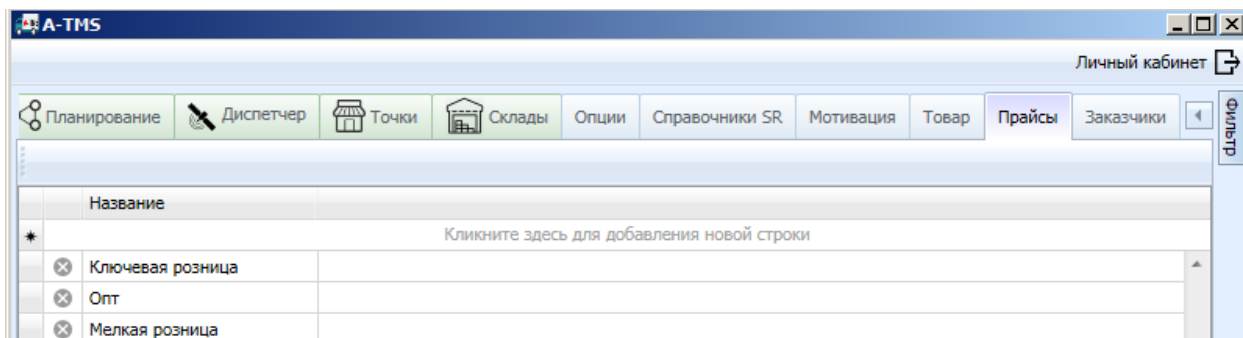 A-TMS
Личный кабинет
Планирование Диспетчер Точки Склады Опции Справочники SR Мотивация Товар Прайсы Заказчики
Фильтр
Название
Кликните здесь для добавления новой строки
Ключевая розница
Опт
Мелкая розница